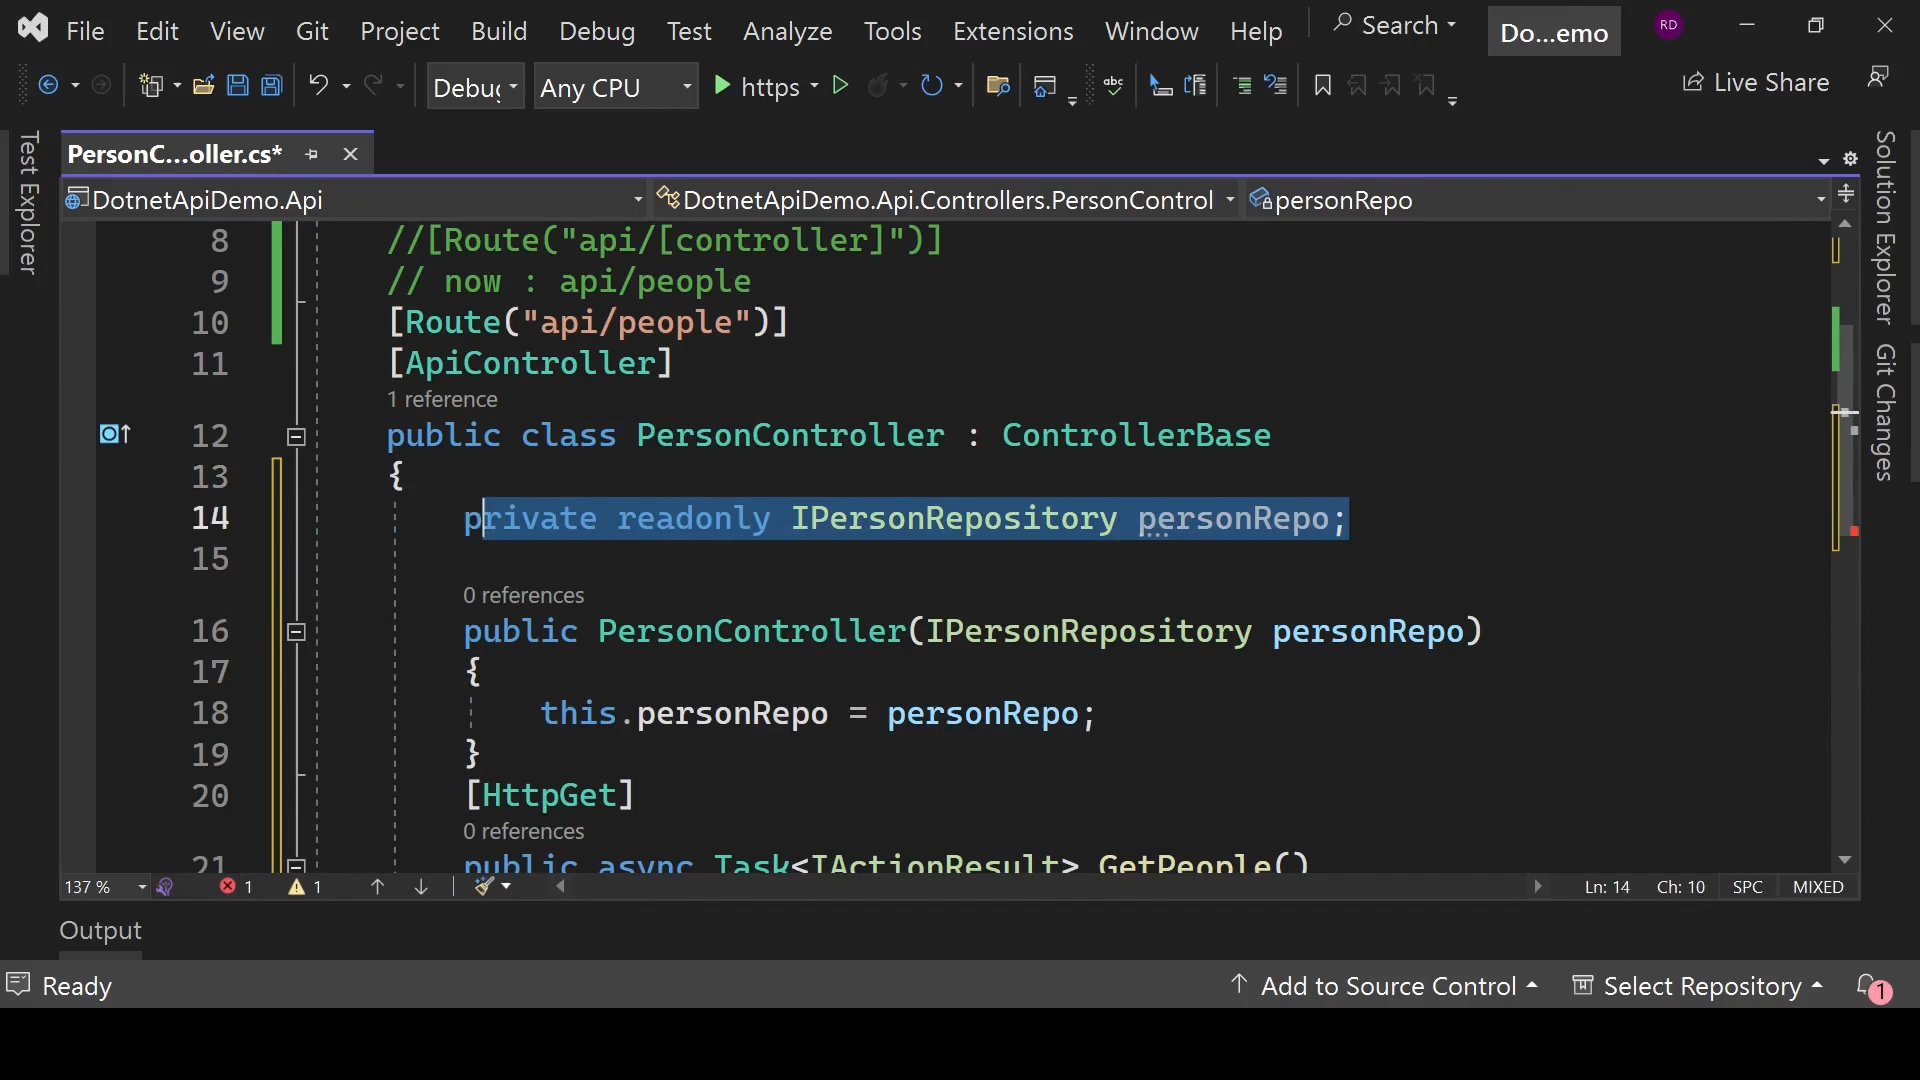 File Edit View Git Project Build Debug Test Analyze Tools Extensions Window Help Search Do...emo RD
Debug Any CPU https abc Live Share
Test Explorer
PersonC...oller.cs*
DotnetApiDemo.Api DotnetApiDemo.Api.Controllers.PersonControl personRepo
8 //[Route("api/[controller]")]
9 // now : api/people
10 [Route("api/people")]
11 [ApiController]
1 reference
12 public class PersonController : ControllerBase
13 {
14 private readonly IPersonRepository personRepo;
15
0 references
16 public PersonController(IPersonRepository personRepo)
17 {
18 this.personRepo = personRepo;
19 }
20 [HttpGet]
0 references
21 public async Task<IActionResult> GetPeople()
Solution Explorer
Git Changes
137 % 1 1 Ln: 14 Ch: 10 SPC MIXED
Output
Ready Add to Source Control Select Repository 1